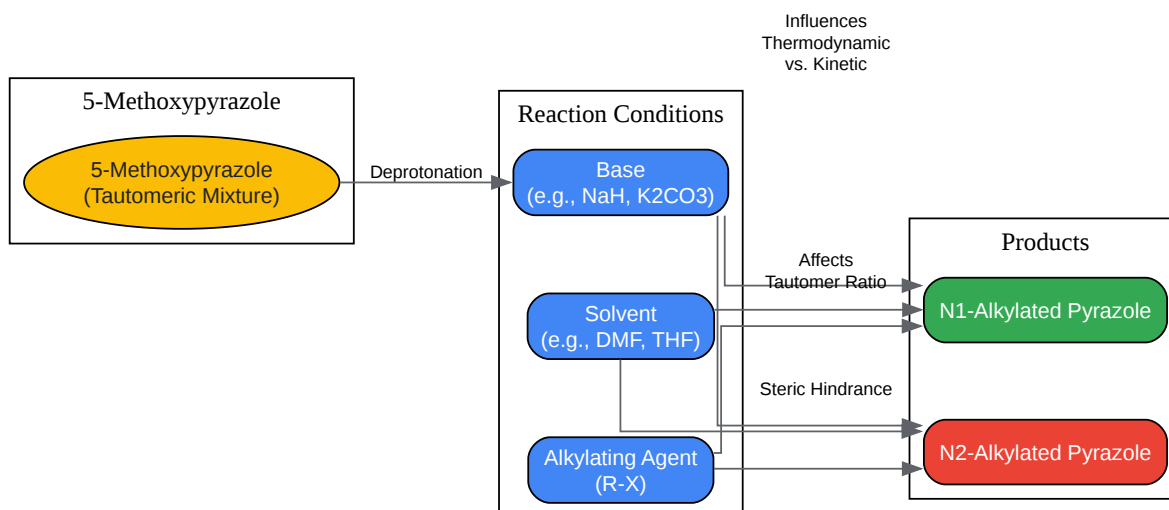 Influences
Thermodynamic
vs. Kinetic
5-Methoxypyrazole
5-Methoxypyrazole
(Tautomeric Mixture)
Deprotonation
Reaction Conditions
Base
(e.g., NaH, K2CO3)
Solvent
(e.g., DMF, THF)
Alkylating Agent
(R-X)
Affects
Tautomer Ratio
Steric Hindrance
Products
N1-Alkylated Pyrazole
N2-Alkylated Pyrazole